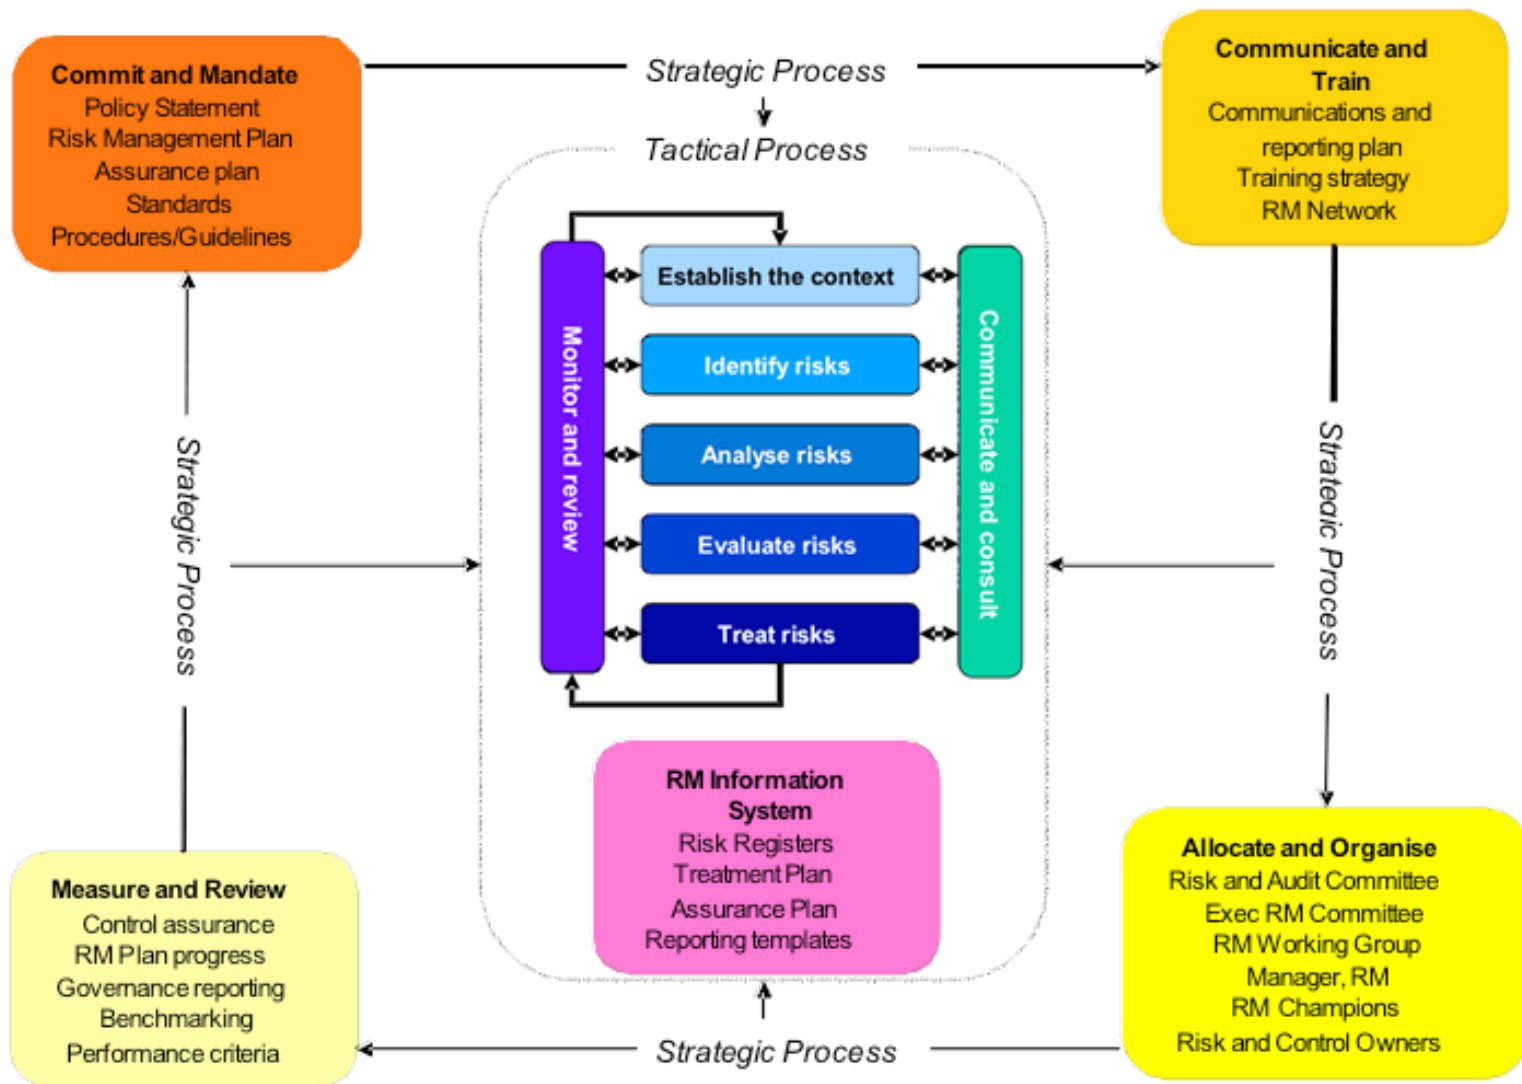 Commit and Mandate
Policy Statement
Risk Management Plan
Assurance plan
Standards
Procedures/Guidelines
Strategic Process
Tactical Process
Communicate and
Train
Communications and
reporting plan
Training strategy
RM Network
Strategic Process
Monitor and review
Establish the context
Identify risks
Analyse risks
Evaluate risks
Treat risks
Communicate and consult
Strategic Process
RM Information
System
Risk Registers
Treatment Plan
Assurance Plan
Reporting templates
Measure and Review
Control assurance
RM Plan progress
Governance reporting
Benchmarking
Performance criteria
Strategic Process
Allocate and Organise
Risk and Audit Committee
Exec RM Committee
RM Working Group
Manager, RM
RM Champions
Risk and Control Owners